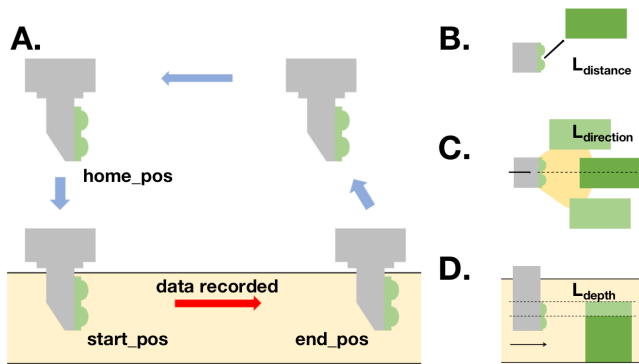 A.
home_pos
data recorded
start_pos
end_pos
B.
Ldistance
C.
Ldirection
D.
Ldepth